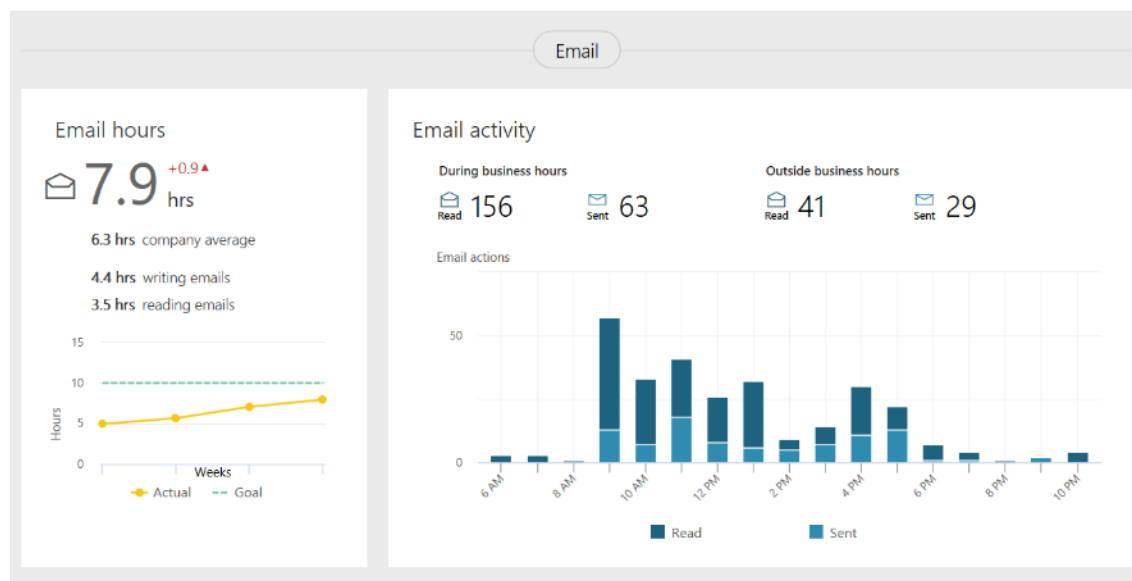 Email
Email hours
7.9 +0.9▲
hrs
6.3 hrs company average
4.4 hrs writing emails
3.5 hrs reading emails
15
10
5
0
Hours
Weeks
Actual Goal
Email activity
During business hours
Read 156 Sent 63
Outside business hours
Read 41 Sent 29
Email actions
50
0
6 AM 8 AM 10 AM 12 PM 2 PM 4 PM 6 PM 8 PM 10 PM
Read Sent